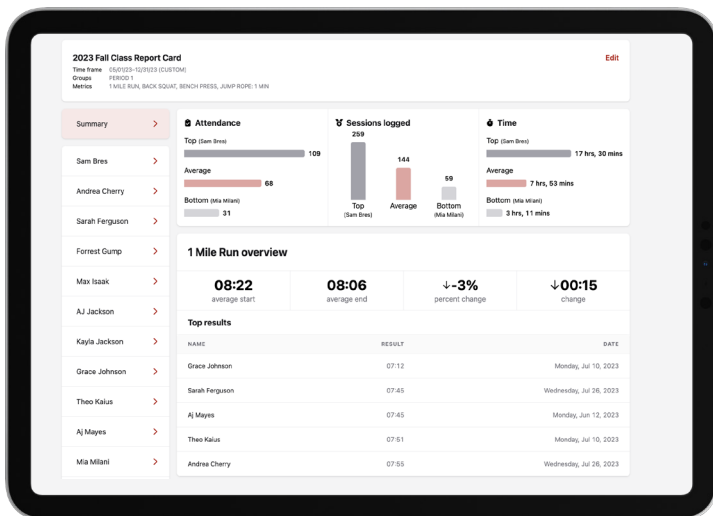 2023 Fall Class Report Card
Edit
Time frame 05/01/23–12/31/23 (CUSTOM)
Groups PERIOD 1
Metrics 1 MILE RUN, BACK SQUAT, BENCH PRESS, JUMP ROPE: 1 MIN
Summary
Sam Bres
Andrea Cherry
Sarah Ferguson
Forrest Gump
Max Isaak
AJ Jackson
Kayla Jackson
Grace Johnson
Theo Kaius
Aj Mayes
Mia Milani
Attendance
Top (Sam Bres)
109
Average
68
Bottom (Mia Milani)
31
Sessions logged
259
144
59
Top Average Bottom
(Sam Bres) (Mia Milani)
Time
Top (Sam Bres)
17 hrs, 30 mins
Average
7 hrs, 53 mins
Bottom (Mia Milani)
3 hrs, 11 mins
1 Mile Run overview
08:22 08:06 ↓-3% ↓00:15
average start average end percent change change
Top results
NAME RESULT DATE
Grace Johnson 07:12 Monday, Jul 10, 2023
Sarah Ferguson 07:45 Wednesday, Jul 26, 2023
Aj Mayes 07:45 Monday, Jun 12, 2023
Theo Kaius 07:51 Monday, Jul 10, 2023
Andrea Cherry 07:55 Wednesday, Jul 26, 2023